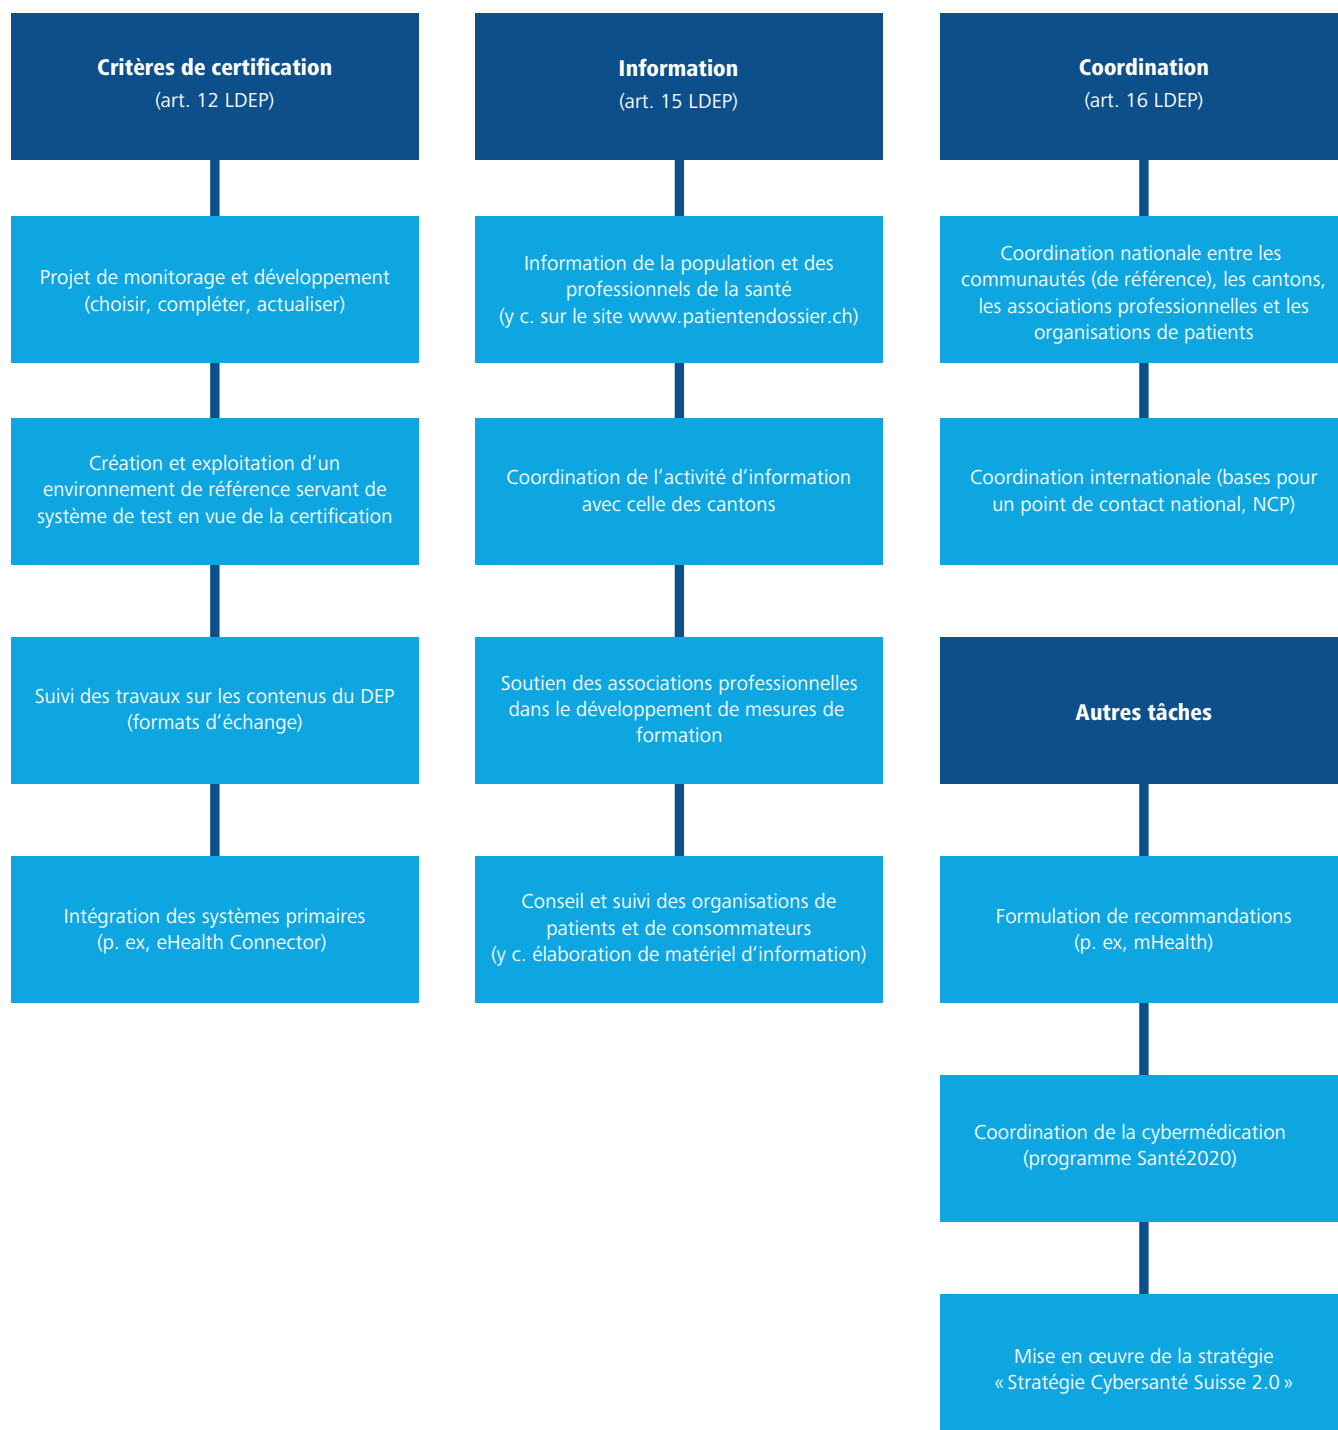 Critères de certification
(art. 12 LDEP)
Projet de monitorage et développement
(choisir, compléter, actualiser)
Création et exploitation d’un
environnement de référence servant de
système de test en vue de la certification
Suivi des travaux sur les contenus du DEP
(formats d’échange)
Intégration des systèmes primaires
(p. ex, eHealth Connector)
Information
(art. 15 LDEP)
Information de la population et des
professionnels de la santé
(y c. sur le site www.patientendossier.ch)
Coordination de l’activité d’information
avec celle des cantons
Soutien des associations professionnelles
dans le développement de mesures de
formation
Conseil et suivi des organisations de
patients et de consommateurs
(y c. élaboration de matériel d’information)
Coordination
(art. 16 LDEP)
Coordination nationale entre les
communautés (de référence), les cantons,
les associations professionnelles et les
organisations de patients
Coordination internationale (bases pour
un point de contact national, NCP)
Autres tâches
Formulation de recommandations
(p. ex, mHealth)
Coordination de la cybermédication
(programme Santé2020)
Mise en œuvre de la stratégie
« Stratégie Cybersanté Suisse 2.0 »